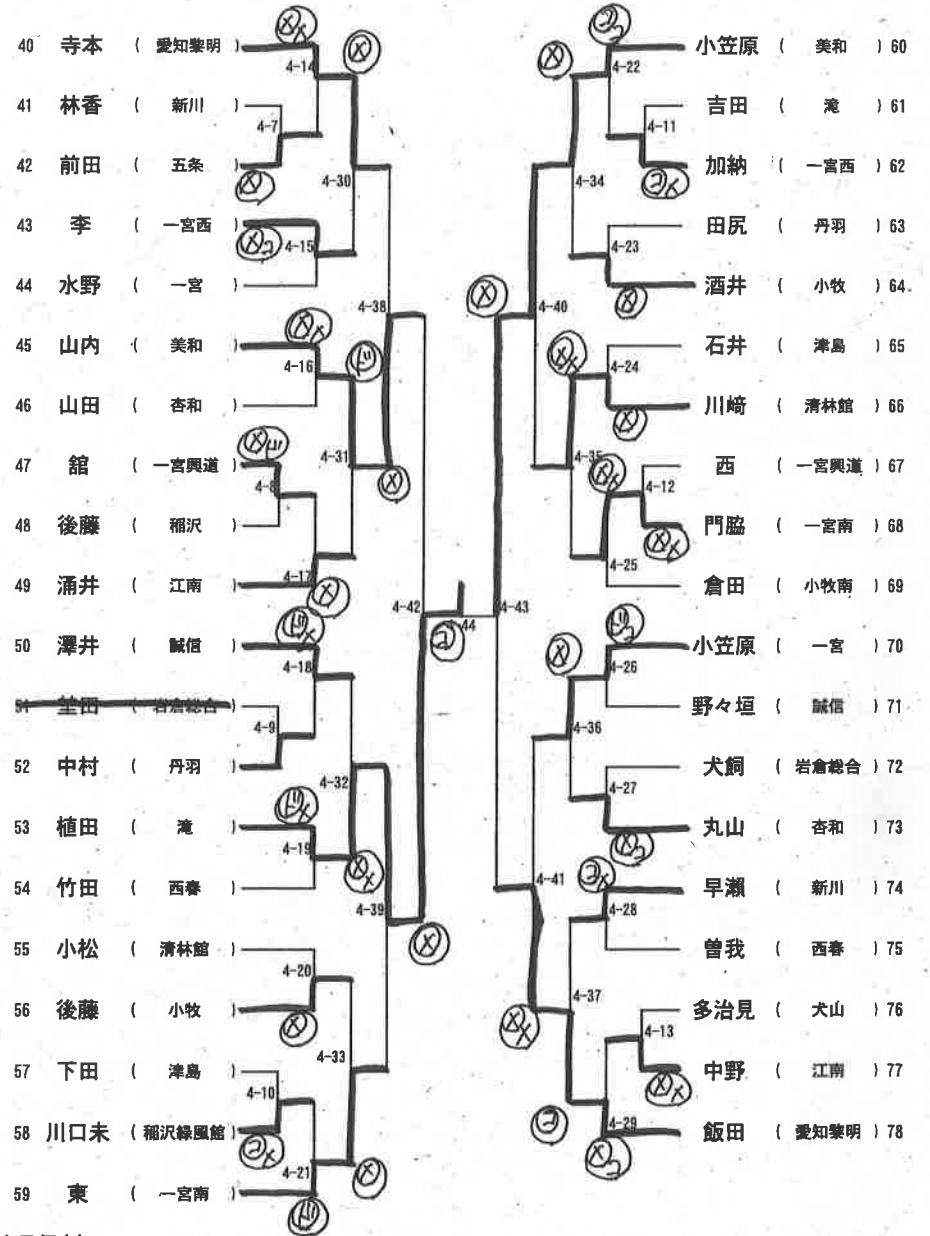 40 寺本 ( 愛知黎明 )
41 林香 ( 新川 )
42 前田 ( 五条 )
43 李 ( 一宮西 )
44 水野 ( 一宮 )
45 山内 ( 美和 )
46 山田 ( 杏和 )
47 舘 ( 一宮興道 )
48 後藤 ( 稲沢 )
49 涌井 ( 江南 )
50 澤井 ( 誠信 )
51 堂田 ( 岩倉総合 )
52 中村 ( 丹羽 )
53 植田 ( 滝 )
54 竹田 ( 西春 )
55 小松 ( 清林館 )
56 後藤 ( 小牧 )
57 下田 ( 津島 )
58 川口未 ( 稲沢緑風館 )
59 東 ( 一宮南 )
4-14
4-7
4-30
4-15
4-38
4-16
4-31
4-8
4-17
4-42
4-18
4-9
4-32
4-19
4-39
4-20
4-33
4-10
4-21
4-44
4-43
小笠原 ( 美和 ) 60
吉田 ( 滝 ) 61
加納 ( 一宮西 ) 62
田尻 ( 丹羽 ) 63
酒井 ( 小牧 ) 64
石井 ( 津島 ) 65
川﨑 ( 清林館 ) 66
西 ( 一宮興道 ) 67
門脇 ( 一宮南 ) 68
倉田 ( 小牧南 ) 69
小笠原 ( 一宮 ) 70
野々垣 ( 誠信 ) 71
犬飼 ( 岩倉総合 ) 72
丸山 ( 杏和 ) 73
早瀬 ( 新川 ) 74
曽我 ( 西春 ) 75
多治見 ( 犬山 ) 76
中野 ( 江南 ) 77
飯田 ( 愛知黎明 ) 78
4-22
4-11
4-34
4-23
4-40
4-24
4-35
4-12
4-25
4-26
4-36
4-27
4-41
4-28
4-37
4-13
4-29